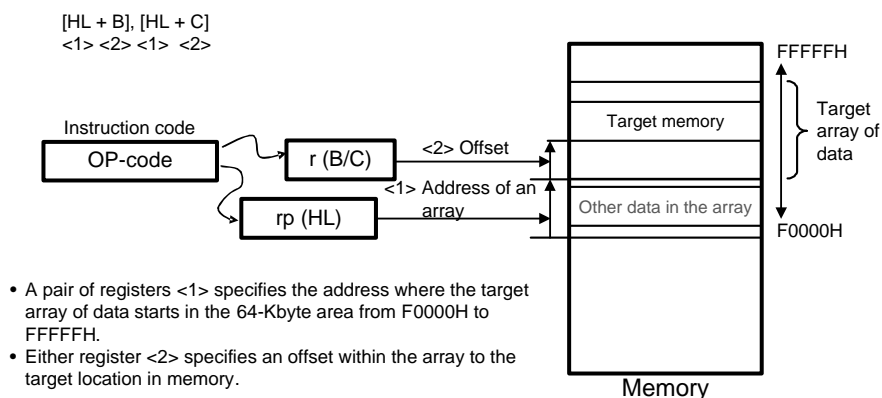 [HL + B], [HL + C]
<1> <2> <1> <2>
FFFFFH
Target memory
Target
array of
data
Instruction code
OP-code
r (B/C)
<2> Offset
<1> Address of an
array
rp (HL)
Other data in the array
F0000H
• A pair of registers <1> specifies the address where the target
array of data starts in the 64-Kbyte area from F0000H to
FFFFFH.
• Either register <2> specifies an offset within the array to the
target location in memory.
Memory